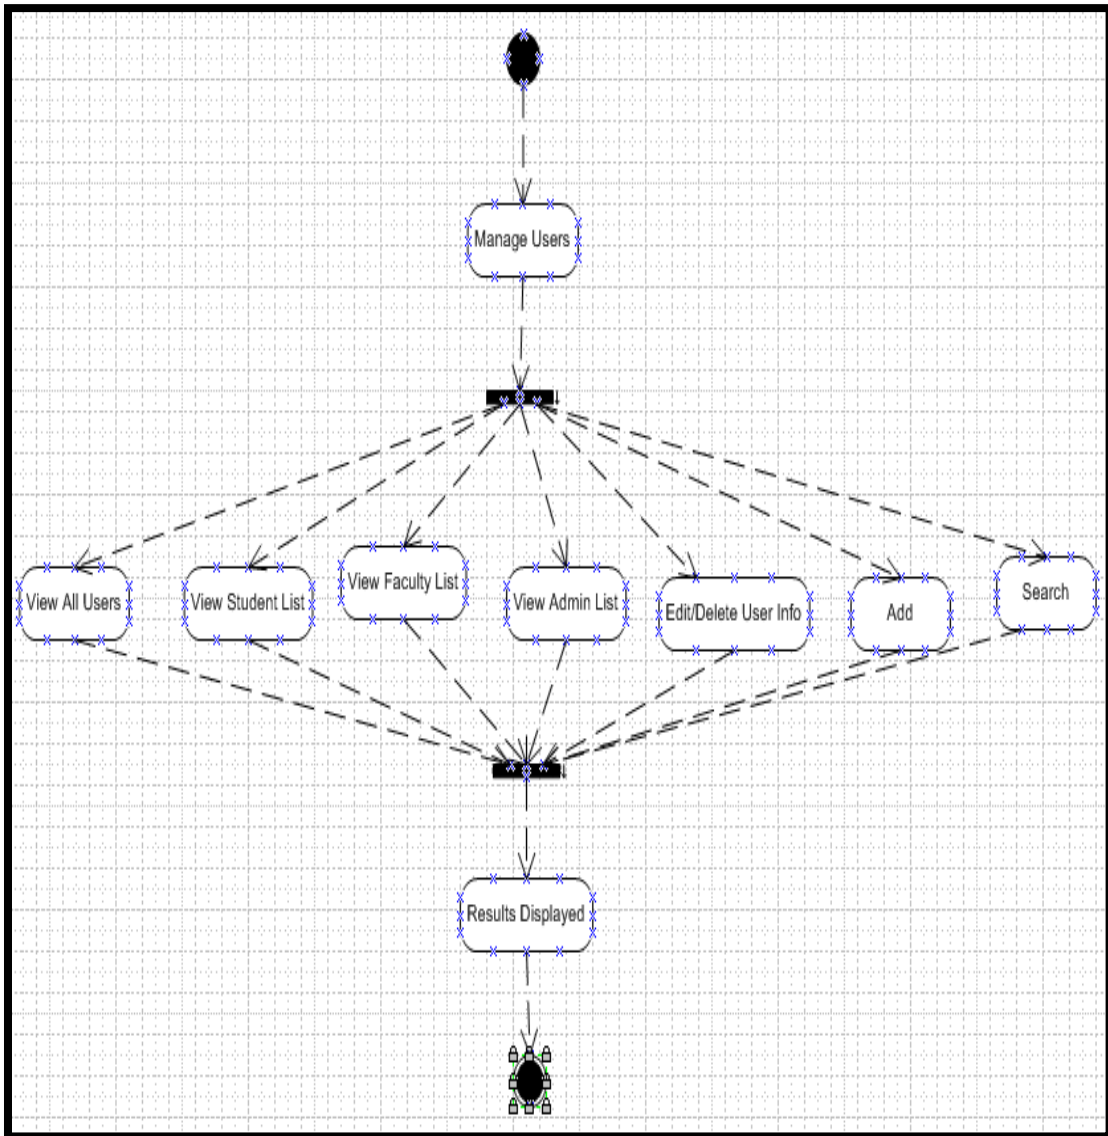 Manage Users
View All Users
View Student List
View Faculty List
View Admin List
Edit/Delete User Info
Add
Search
Results Displayed